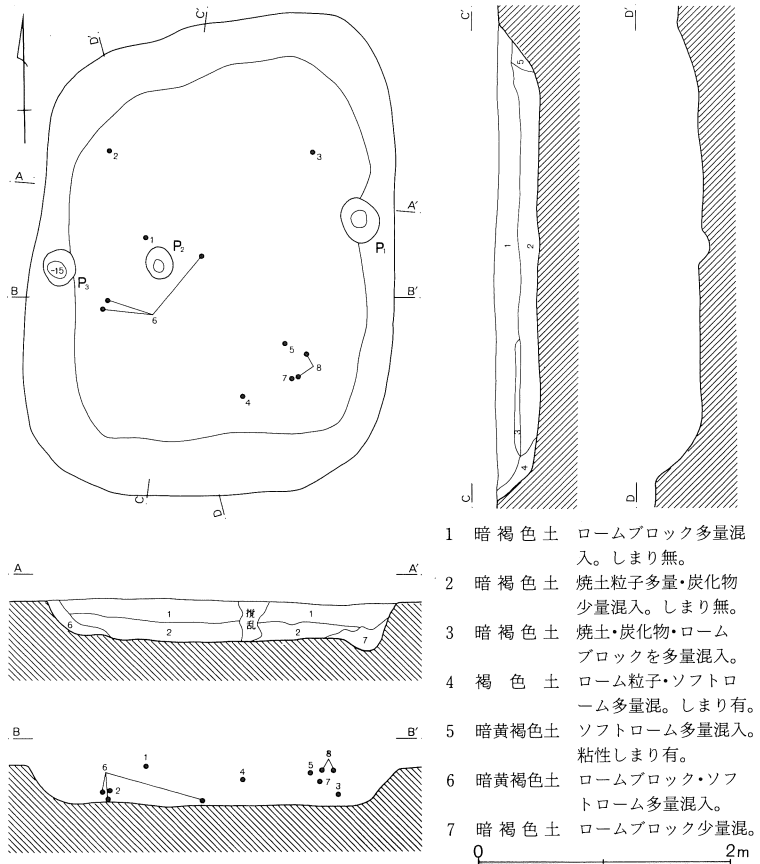 C'
D'
2
3
A
A'
1
P₂
P₁
-15
P₃
B
B'
6
5
8
7
4
C
D
C'
D'
5
1
2
3
4
C
D
A
A'
1
撹乱
1
6
2
2
7
B
B'
6
1
2
4
5
8
7
3
1 暗褐色土 ロームブロック多量混
入。しまり無。
2 暗褐色土 焼土粒子多量・炭化物
少量混入。しまり無。
3 暗褐色土 焼土・炭化物・ローム
ブロックを多量混入。
4 褐色土 ローム粒子・ソフトロ
ーム多量混。しまり有。
5 暗黄褐色土 ソフトローム多量混入。
粘性しまり有。
6 暗黄褐色土 ロームブロック・ソフ
トローム多量混入。
7 暗褐色土 ロームブロック少量混。
0 2m